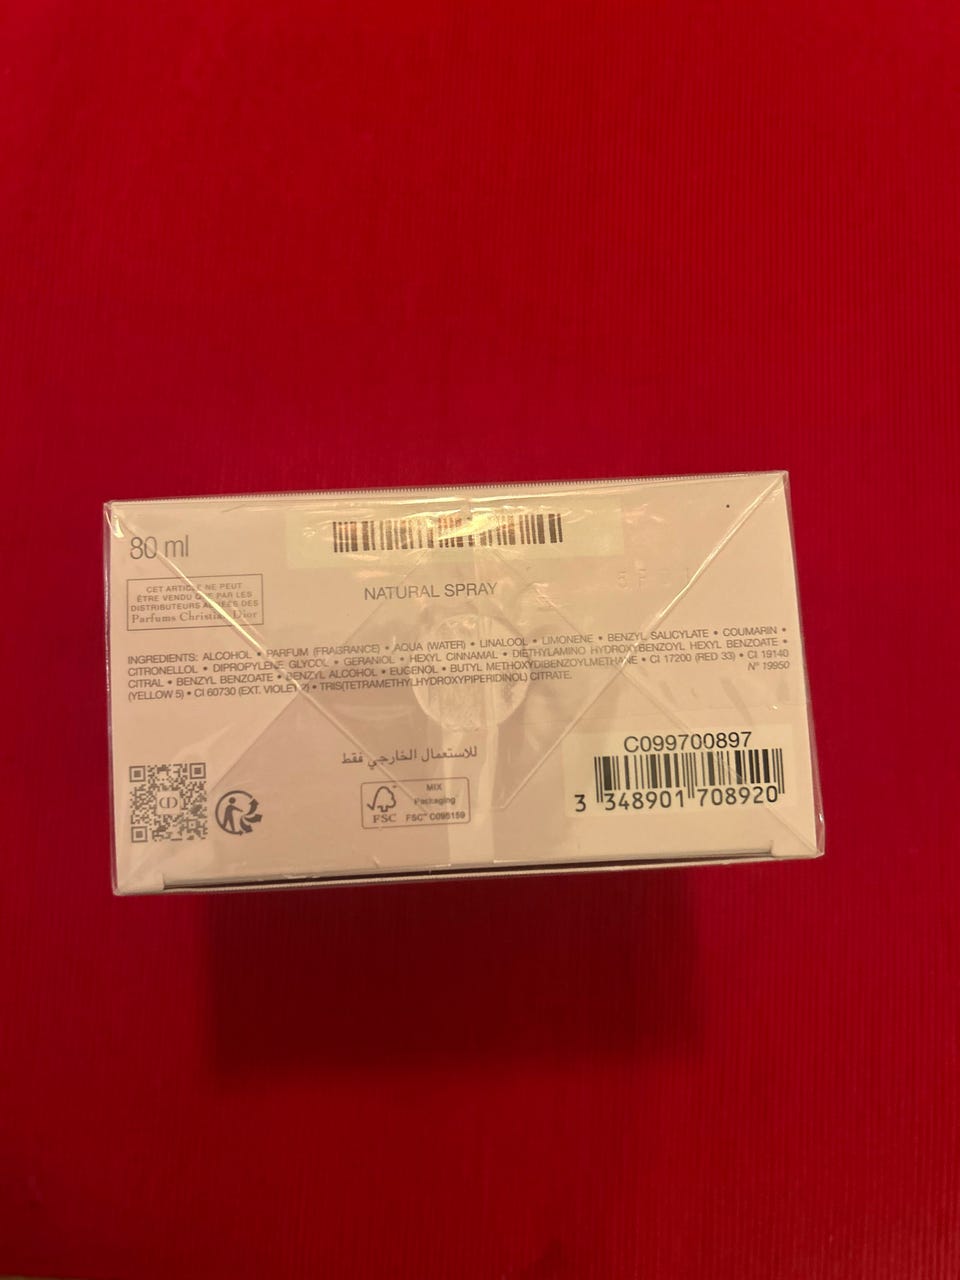 80 ml
CET ARTICLE NE PEUT
ÊTRE VENDU QUE PAR LES
DISTRIBUTEURS AGRÉÉS DES
Parfums Christian Dior
NATURAL SPRAY
INGREDIENTS: ALCOHOL • PARFUM (FRAGRANCE) • AQUA (WATER) • LINALOOL • LIMONENE • BENZYL SALICYLATE • COUMARIN •
CITRONELLOL • DIPROPYLENE GLYCOL • GERANIOL • HEXYL CINNAMAL • DIETHYLAMINO HYDROXYBENZOYL HEXYL BENZOATE •
CITRAL • BENZYL BENZOATE • BENZYL ALCOHOL • EUGENOL • BUTYL METHOXYDIBENZOYLMETHANE • CI 17200 (RED 33) • CI 19140
(YELLOW 5) • CI 60730 (EXT. VIOLET 2) • TRIS(TETRAMETHYLHYDROXYPIPERIDINOL) CITRATE.
N° 19950
للاستعمال الخارجي فقط
CD
FSC
MIX
Packaging
FSC™ C095159
C099700897
3 348901 708920